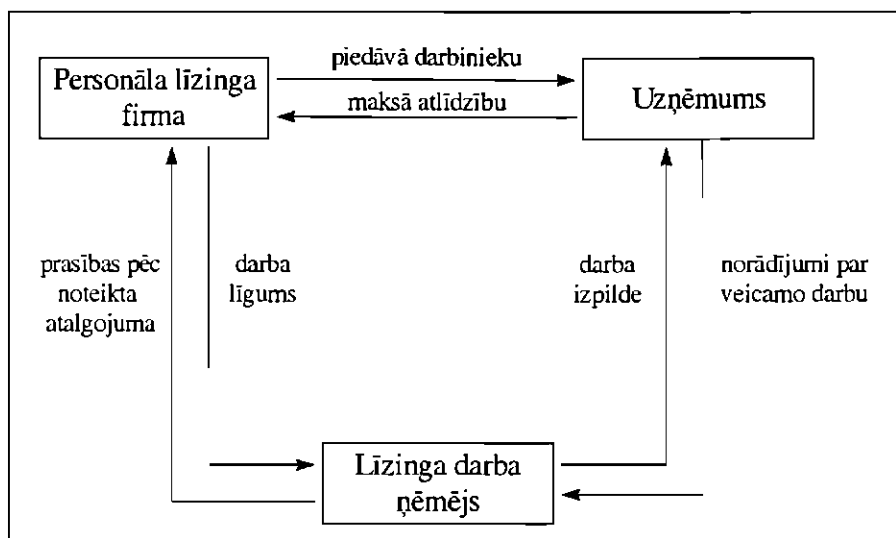 piedāvā darbinieku
Personāla līzinga
firma
maksā atlīdzību
Uzņēmums
prasības pēc
noteikta
atalgojuma
darba
līgums
darba
izpilde
norādījumi par
veicamo darbu
Līzinga darba
ņēmējs